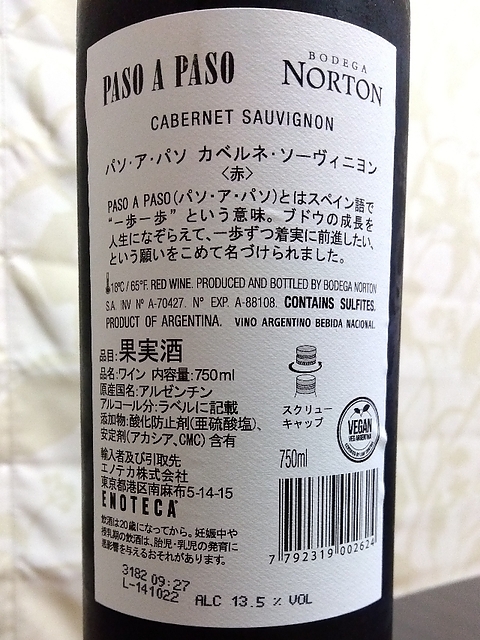 PASO A PASO
BODEGA
NORTON
CABERNET SAUVIGNON
パソ・ア・パソ カベルネ・ソーヴィニヨン
〈赤〉
PASO A PASO(パソ・ア・パソ)とはスペイン語で
"一歩一歩" という意味。ブドウの成長を
人生になぞらえて、一歩ずつ着実に前進したい、
という願いをこめて名づけられました。
18ºC / 65°F. RED WINE. PRODUCED AND BOTTLED BY BODEGA NORTON
S.A. INV Nº A-70427. Nº EXP. A-88108. CONTAINS SULFITES.
PRODUCT OF ARGENTINA. VINO ARGENTINO BEBIDA NACIONAL.
品目:果実酒
品名:ワイン 内容量:750ml
原産国名:アルゼンチン
アルコール分:ラベルに記載
添加物:酸化防止剤(亜硫酸塩)、
安定剤(アカシア、CMC) 含有
輸入者及び引取先
エノテカ株式会社
東京都港区南麻布5-14-15
ENOTECA
飲酒は20歳になってから。妊娠中や
授乳期の飲酒は、胎児・乳児の発育に
悪影響を与えるおそれがあります。
スクリュー
キャップ
VEGAN
VEG ARGENTINA
750ml
7 792319 002624
3182 09:27
L-141022
ALC 13.5 % VOL